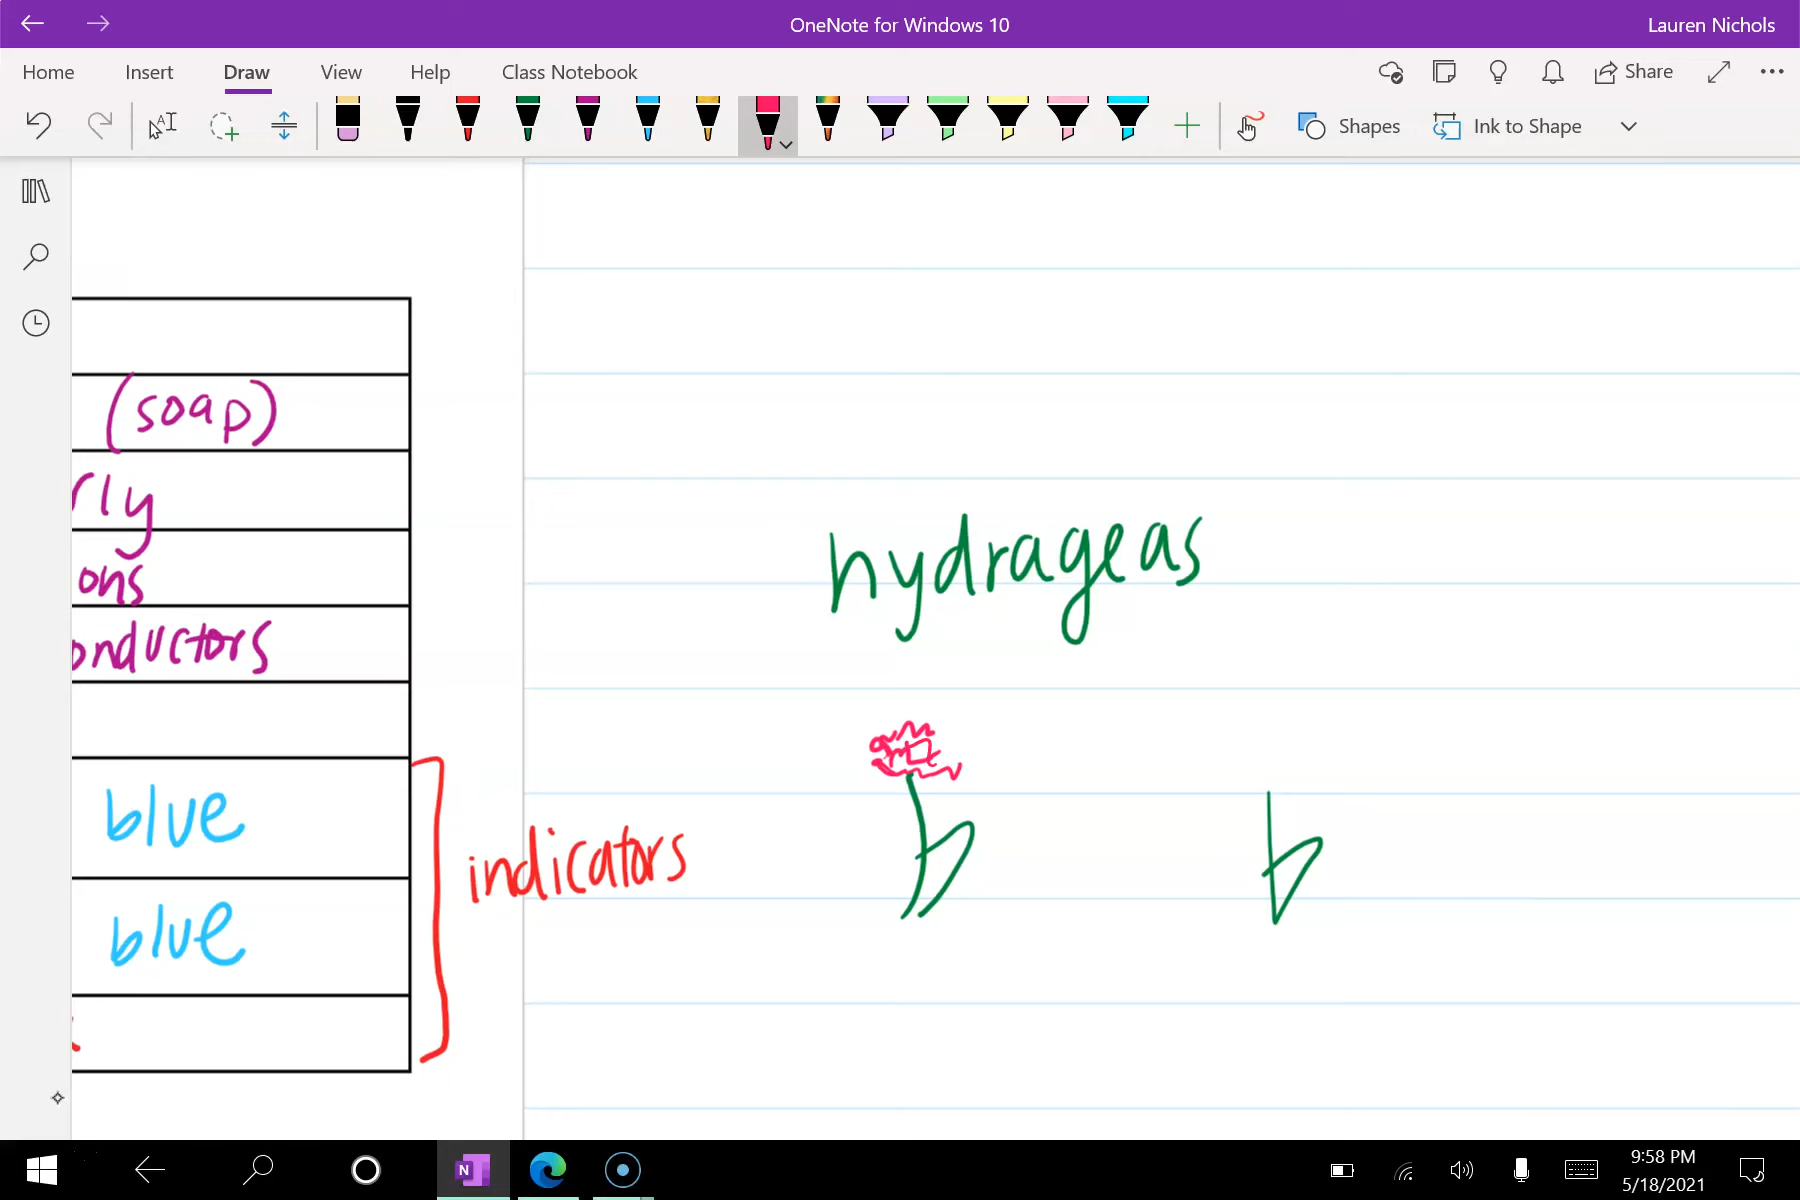 OneNote for Windows 10
Lauren Nichols
Home Insert Draw View Help Class Notebook
Share
Shapes
Ink to Shape
(soap)
rly
ons
onductors
blue
blue
indicators
hydrageas
9:58 PM
5/18/2021